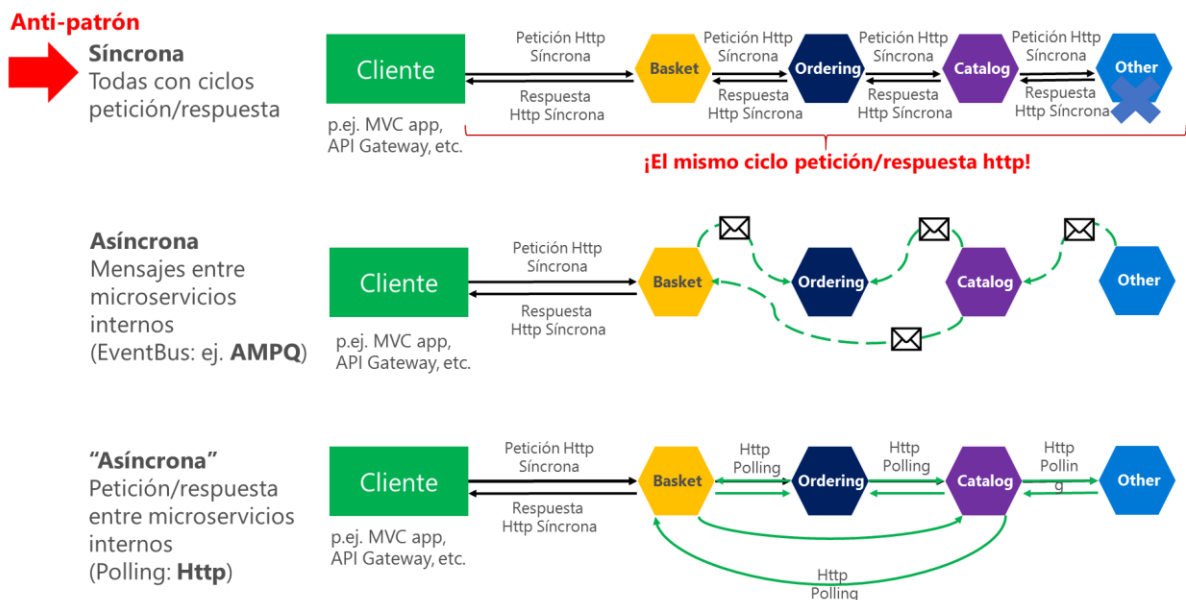 Anti-patrón
Síncrona
Todas con ciclos
petición/respuesta
Cliente
p.ej. MVC app,
API Gateway, etc.
Petición Http
Síncrona
Respuesta
Http Síncrona
Basket
Petición Http
Síncrona
Respuesta
Http Síncrona
Ordering
Petición Http
Síncrona
Respuesta
Http Síncrona
Catalog
Petición Http
Síncrona
Respuesta
Http Síncrona
Other
¡El mismo ciclo petición/respuesta http!
Asíncrona
Mensajes entre
microservicios
internos
(EventBus: ej. AMPQ)
Cliente
p.ej. MVC app,
API Gateway, etc.
Petición Http
Síncrona
Respuesta
Http Síncrona
Basket
Ordering
Catalog
Other
“Asíncrona”
Petición/respuesta
entre microservicios
internos
(Polling: Http)
Cliente
p.ej. MVC app,
API Gateway, etc.
Petición Http
Síncrona
Respuesta
Http Síncrona
Basket
Http
Polling
Ordering
Http
Polling
Catalog
Http
Pollin
g
Other
Http
Polling